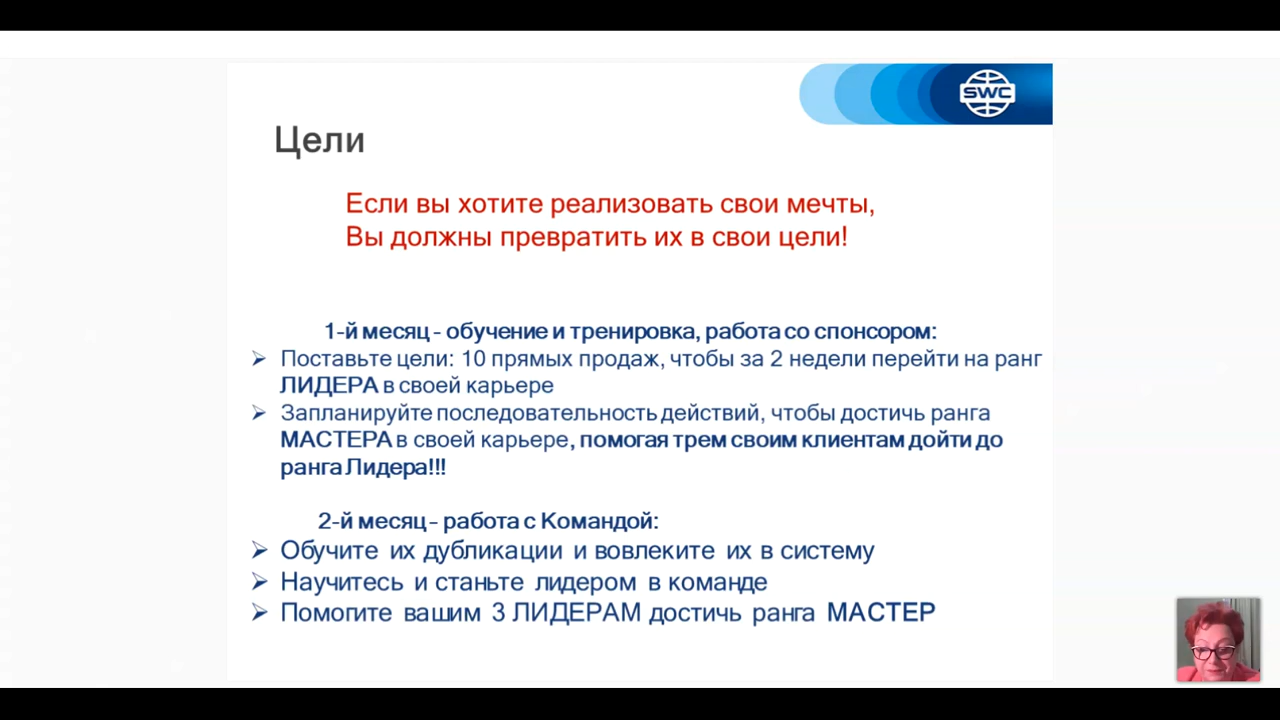 SWC
Цели
Если вы хотите реализовать свои мечты,
Вы должны превратить их в свои цели!
1-й месяц - обучение и тренировка, работа со спонсором:
Поставьте цели: 10 прямых продаж, чтобы за 2 недели перейти на ранг
ЛИДЕРА в своей карьере
Запланируйте последовательность действий, чтобы достичь ранга
МАСТЕРА в своей карьере, помогая трем своим клиентам дойти до
ранга Лидера!!!
2-й месяц - работа с Командой:
Обучите их дубликации и вовлеките их в систему
Научитесь и станьте лидером в команде
Помогите вашим 3 ЛИДЕРАМ достичь ранга МАСТЕР